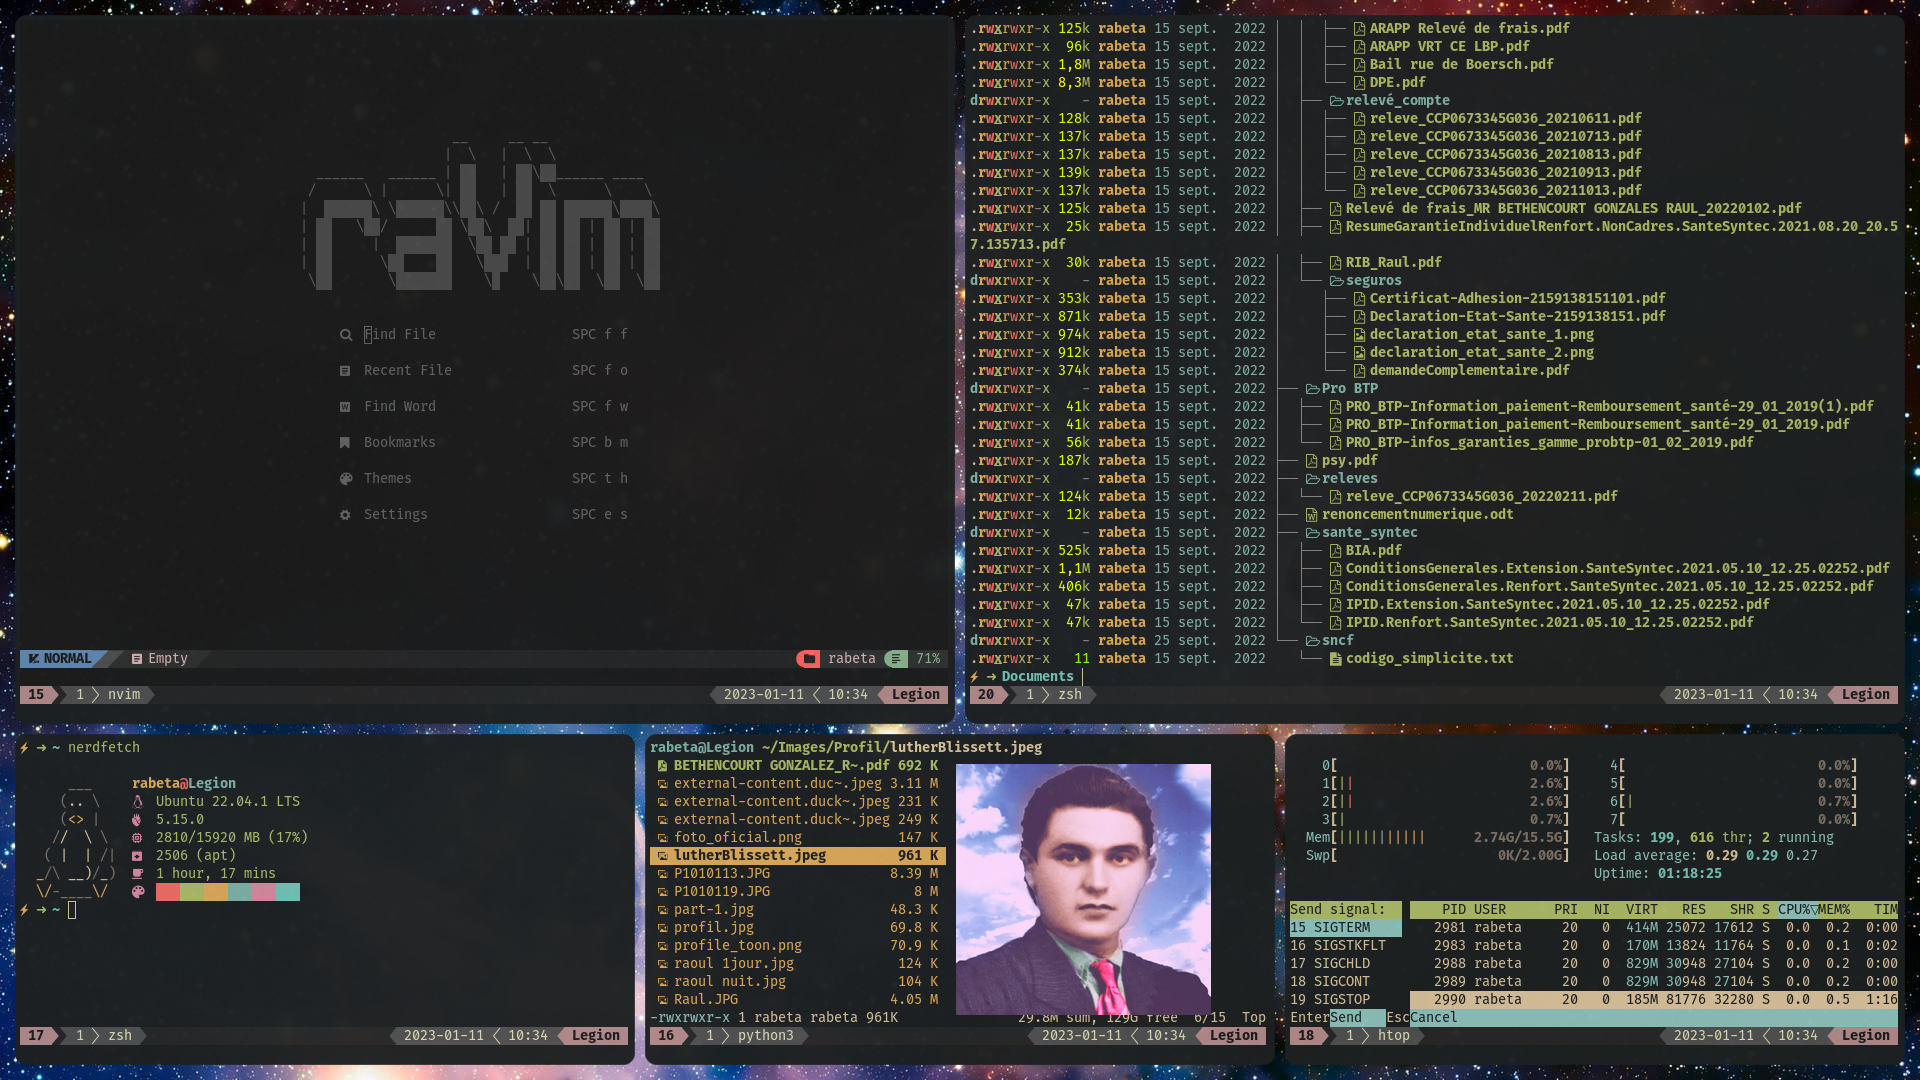 Find File SPC f f
Recent File SPC f o
Find Word SPC f w
Bookmarks SPC b m
Themes SPC t h
Settings SPC e s
NORMAL Empty rabeta 71%
15 1 nvim 2023-01-11 10:34 Legion
.rwxrwxr-x 125k rabeta 15 sept. 2022 ARAPP Relevé de frais.pdf
.rwxrwxr-x 96k rabeta 15 sept. 2022 ARAPP VRT CE LBP.pdf
.rwxrwxr-x 1,8M rabeta 15 sept. 2022 Bail rue de Boersch.pdf
.rwxrwxr-x 8,3M rabeta 15 sept. 2022 DPE.pdf
drwxrwxr-x - rabeta 15 sept. 2022 relevé_compte
.rwxrwxr-x 128k rabeta 15 sept. 2022 releve_CCP0673345G036_20210611.pdf
.rwxrwxr-x 137k rabeta 15 sept. 2022 releve_CCP0673345G036_20210713.pdf
.rwxrwxr-x 137k rabeta 15 sept. 2022 releve_CCP0673345G036_20210813.pdf
.rwxrwxr-x 139k rabeta 15 sept. 2022 releve_CCP0673345G036_20210913.pdf
.rwxrwxr-x 137k rabeta 15 sept. 2022 releve_CCP0673345G036_20211013.pdf
.rwxrwxr-x 125k rabeta 15 sept. 2022 Relevé de frais_MR BETHENCOURT GONZALES RAUL_20220102.pdf
.rwxrwxr-x 25k rabeta 15 sept. 2022 ResumeGarantieIndividuelRenfort.NonCadres.SanteSyntec.2021.08.20_20.5
7.135713.pdf
.rwxrwxr-x 30k rabeta 15 sept. 2022 RIB_Raul.pdf
drwxrwxr-x - rabeta 15 sept. 2022 seguros
.rwxrwxr-x 353k rabeta 15 sept. 2022 Certificat-Adhesion-2159138151101.pdf
.rwxrwxr-x 871k rabeta 15 sept. 2022 Declaration-Etat-Sante-2159138151.pdf
.rwxrwxr-x 974k rabeta 15 sept. 2022 declaration_etat_sante_1.png
.rwxrwxr-x 912k rabeta 15 sept. 2022 declaration_etat_sante_2.png
.rwxrwxr-x 374k rabeta 15 sept. 2022 demandeComplementaire.pdf
drwxrwxr-x - rabeta 15 sept. 2022 Pro BTP
.rwxrwxr-x 41k rabeta 15 sept. 2022 PRO_BTP-Information_paiement-Remboursement_santé-29_01_2019(1).pdf
.rwxrwxr-x 41k rabeta 15 sept. 2022 PRO_BTP-Information_paiement-Remboursement_santé-29_01_2019.pdf
.rwxrwxr-x 56k rabeta 15 sept. 2022 PRO_BTP-infos_garanties_gamme_probtp-01_02_2019.pdf
.rwxrwxr-x 187k rabeta 15 sept. 2022 psy.pdf
drwxrwxr-x - rabeta 15 sept. 2022 releves
.rwxrwxr-x 124k rabeta 15 sept. 2022 releve_CCP0673345G036_20220211.pdf
.rwxrwxr-x 12k rabeta 15 sept. 2022 renoncementnumerique.odt
drwxrwxr-x - rabeta 15 sept. 2022 sante_syntec
.rwxrwxr-x 525k rabeta 15 sept. 2022 BIA.pdf
.rwxrwxr-x 1,1M rabeta 15 sept. 2022 ConditionsGenerales.Extension.SanteSyntec.2021.05.10_12.25.02252.pdf
.rwxrwxr-x 406k rabeta 15 sept. 2022 ConditionsGenerales.Renfort.SanteSyntec.2021.05.10_12.25.02252.pdf
.rwxrwxr-x 47k rabeta 15 sept. 2022 IPID.Extension.SanteSyntec.2021.05.10_12.25.02252.pdf
.rwxrwxr-x 47k rabeta 15 sept. 2022 IPID.Renfort.SanteSyntec.2021.05.10_12.25.02252.pdf
drwxrwxr-x - rabeta 25 sept. 2022 sncf
.rwxrwxr-x 11 rabeta 15 sept. 2022 codigo_simplicite.txt
⚡ → Documents
20 1 zsh 2023-01-11 10:34 Legion
⚡ → ~ nerdfetch
rabeta@Legion
Ubuntu 22.04.1 LTS
5.15.0
2810/15920 MB (17%)
2506 (apt)
1 hour, 17 mins
⚡ → ~
17 1 zsh 2023-01-11 10:34 Legion
rabeta@Legion ~/Images/Profil/lutherBlissett.jpeg
BETHENCOURT GONZALEZ_R~.pdf 692 K
external-content.duc~.jpeg 3.11 M
external-content.duck~.jpeg 231 K
external-content.duck~.jpeg 249 K
foto_oficial.png 147 K
lutherBlissett.jpeg 961 K
P1010113.JPG 8.39 M
P1010119.JPG 8 M
part-1.jpg 48.3 K
profil.jpg 69.8 K
profile_toon.png 70.9 K
raoul 1jour.jpg 124 K
raoul nuit.jpg 104 K
Raul.JPG 4.05 M
-rwxrwxr-x 1 rabeta rabeta 961K 29.8M sum, 129G free 6/15 Top
16 1 python3 2023-01-11 10:34 Legion
0[ 0.0%] 4[ 0.0%]
1[|| 2.6%] 5[ 0.0%]
2[|| 2.6%] 6[| 0.7%]
3[| 0.7%] 7[ 0.0%]
Mem[||||||||||| 2.74G/15.5G] Tasks: 199, 616 thr; 2 running
Swp[ 0K/2.00G] Load average: 0.29 0.29 0.27
Uptime: 01:18:25
Send signal: PID USER PRI NI VIRT RES SHR S CPU%▽MEM% TIM
15 SIGTERM 2981 rabeta 20 0 414M 25072 17612 S 0.0 0.2 0:00
16 SIGSTKFLT 2983 rabeta 20 0 170M 13824 11764 S 0.0 0.1 0:02
17 SIGCHLD 2988 rabeta 20 0 829M 30948 27104 S 0.0 0.2 0:00
18 SIGCONT 2989 rabeta 20 0 829M 30948 27104 S 0.0 0.2 0:00
19 SIGSTOP 2990 rabeta 20 0 185M 81776 32280 S 0.0 0.5 1:16
EnterSend EscCancel
18 1 htop 2023-01-11 10:34 Legion